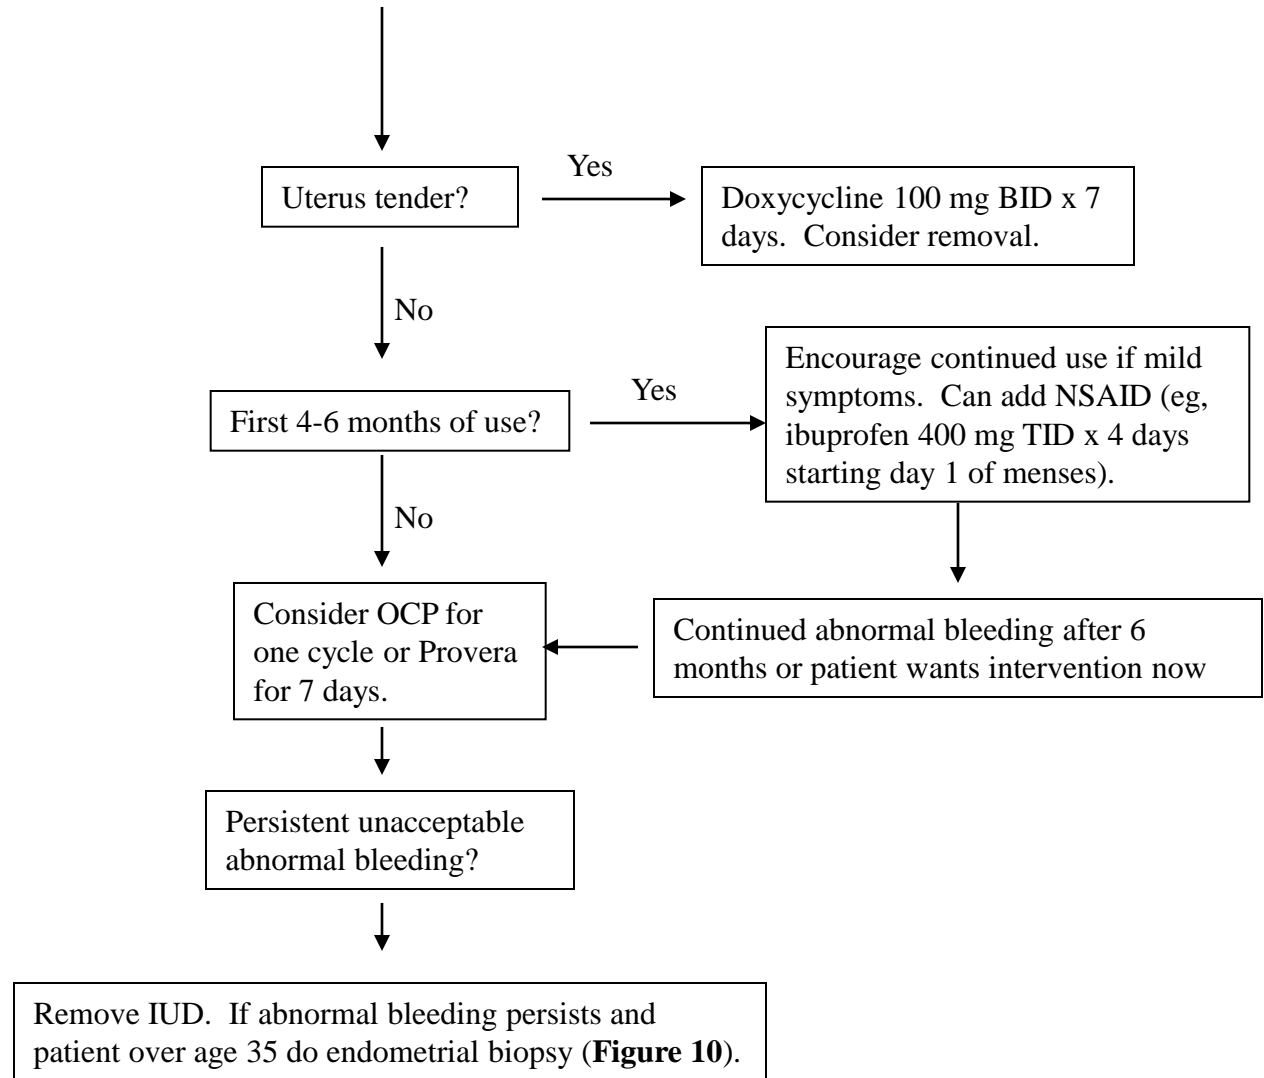 Yes
Uterus tender?
Doxycycline 100 mg BID x 7
days.  Consider removal.
No
Encourage continued use if mild
symptoms.  Can add NSAID (eg,
ibuprofen 400 mg TID x 4 days
starting day 1 of menses).
Yes
First 4-6 months of use?
No
Consider OCP for
one cycle or Provera
for 7 days.
Continued abnormal bleeding after 6
months or patient wants intervention now
Persistent unacceptable
abnormal bleeding?
Remove IUD.  If abnormal bleeding persists and
patient over age 35 do endometrial biopsy (Figure 10).